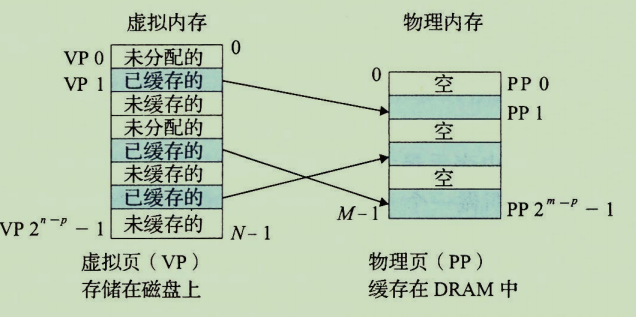 虚拟内存
物理内存
VP 0 未分配的 0
VP 1 已缓存的
未缓存的
未分配的
已缓存的
未缓存的
已缓存的
VP 2^{n-p} - 1 未缓存的 N-1
0 空 PP 0
PP 1
空
空
M-1 PP 2^{m-p} - 1
虚拟页(VP)
存储在磁盘上
物理页(PP)
缓存在 DRAM 中